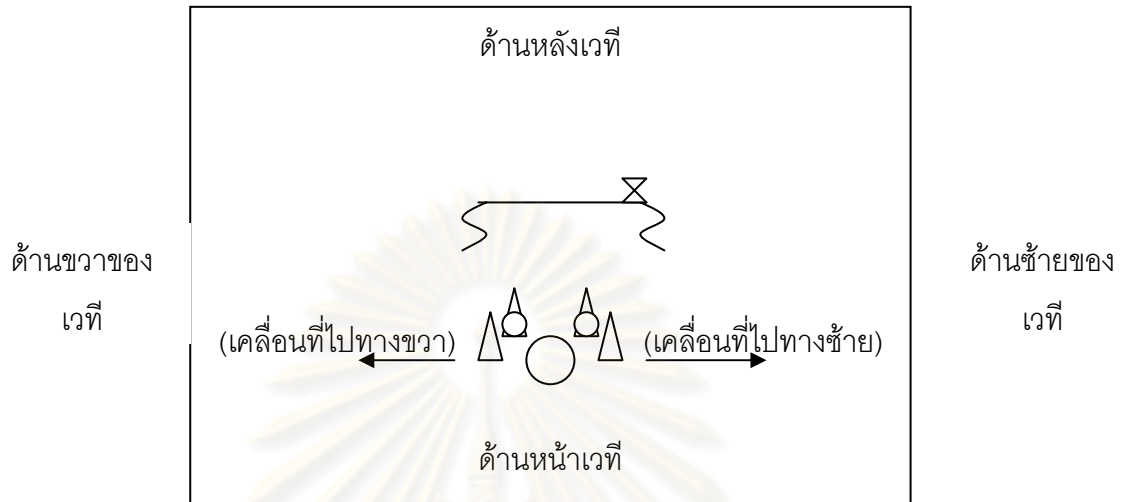 ด้านหลังเวที
ด้านขวาของ
เวที
ด้านซ้ายของ
เวที
(เคลื่อนที่ไปทางขวา)
(เคลื่อนที่ไปทางซ้าย)
ด้านหน้าเวที